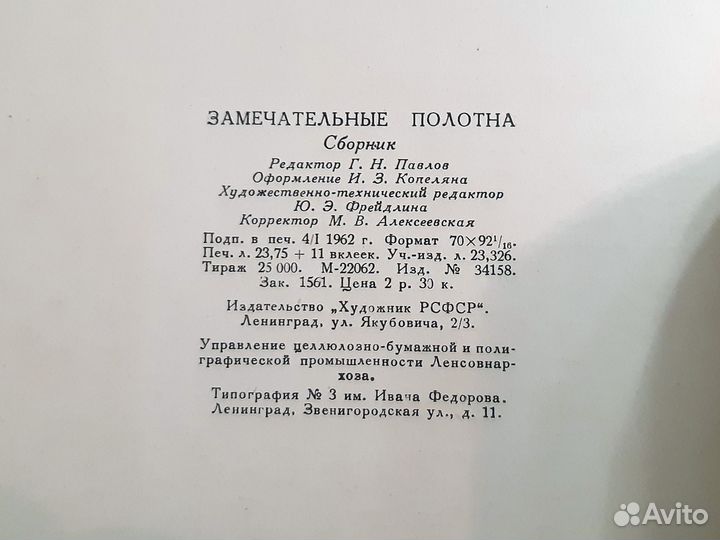 ЗАМЕЧАТЕЛЬНЫЕ ПОЛОТНА
Сборник
Редактор Г. Н. Павлов
Оформление И. З. Копеляна
Художественно-технический редактор
Ю. Э. Фрейдлина
Корректор М. В. Алексеевская
Подп. в печ. 4/I 1962 г. Формат 70×92¹/₁₆.
Печ. л. 23,75 + 11 вклеек. Уч.-изд. л. 23,326.
Тираж 25 000. М-22062. Изд. № 34158.
Зак. 1561. Цена 2 р. 30 к.
Издательство „Художник РСФСР“.
Ленинград, ул. Якубовича, 2/3.
Управление целлюлозно-бумажной и поли-
графической промышленности Ленсовнар-
хоза.
Типография № 3 им. Ивана Федорова.
Ленинград, Звенигородская ул., д. 11.
Avito